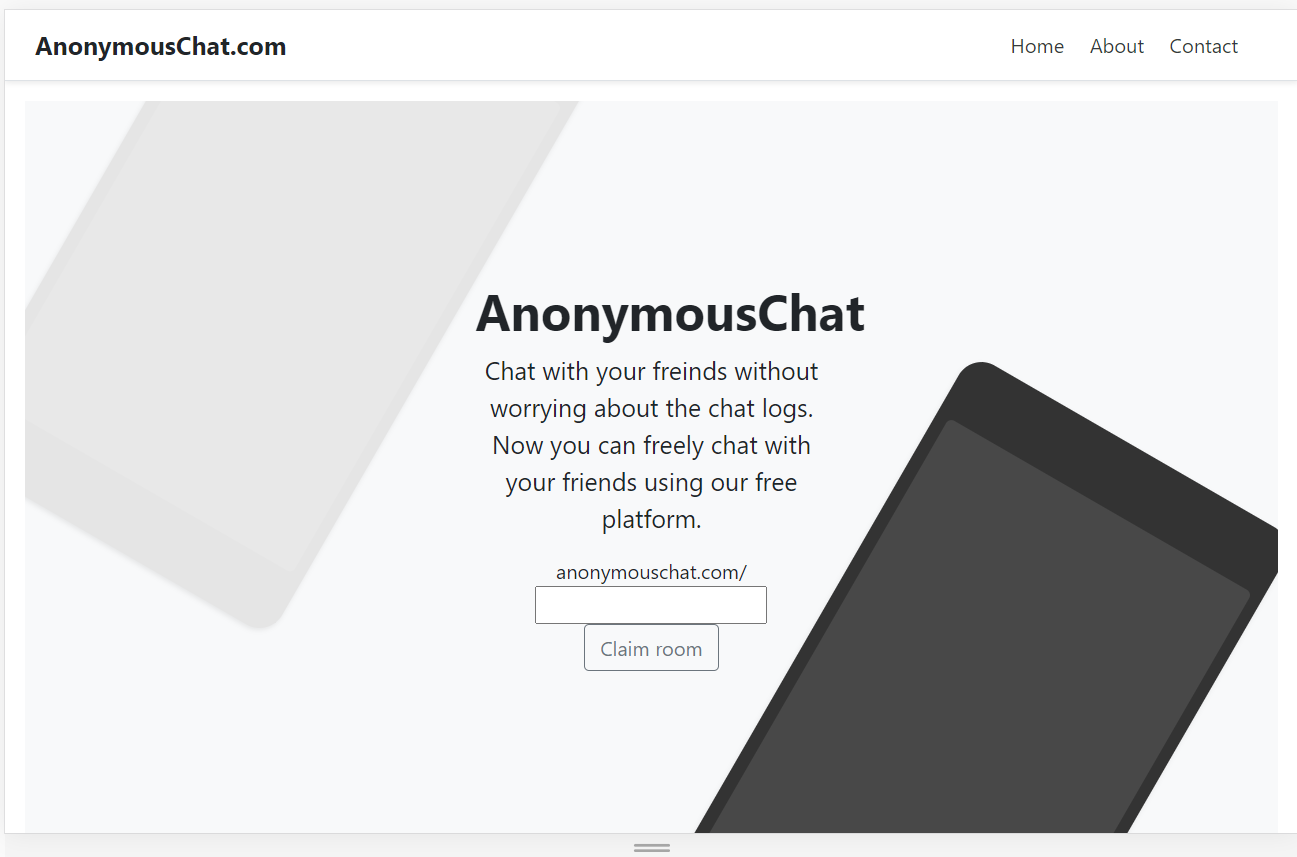 AnonymousChat.com
Home About Contact
AnonymousChat
Chat with your freinds without
worrying about the chat logs.
Now you can freely chat with
your friends using our free
platform.
anonymouschat.com/
Claim room